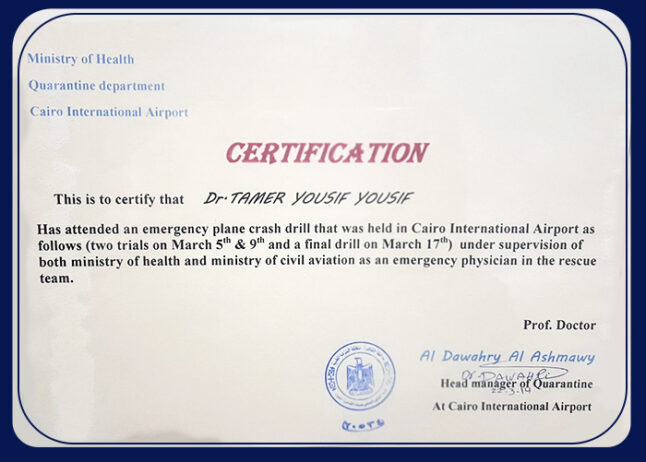 Ministry of Health
Quarantine department
Cairo International Airport
CERTIFICATION
This is to certify that Dr. TAMER YOUSIF YOUSIF
Has attended an emergency plane crash drill that was held in Cairo International Airport as
follows (two trials on March 5th & 9th and a final drill on March 17th) under supervision of
both ministry of health and ministry of civil aviation as an emergency physician in the rescue
team.
Prof. Doctor
Al Dawahry Al Ashmawy
Head manager of Quarantine
At Cairo International Airport